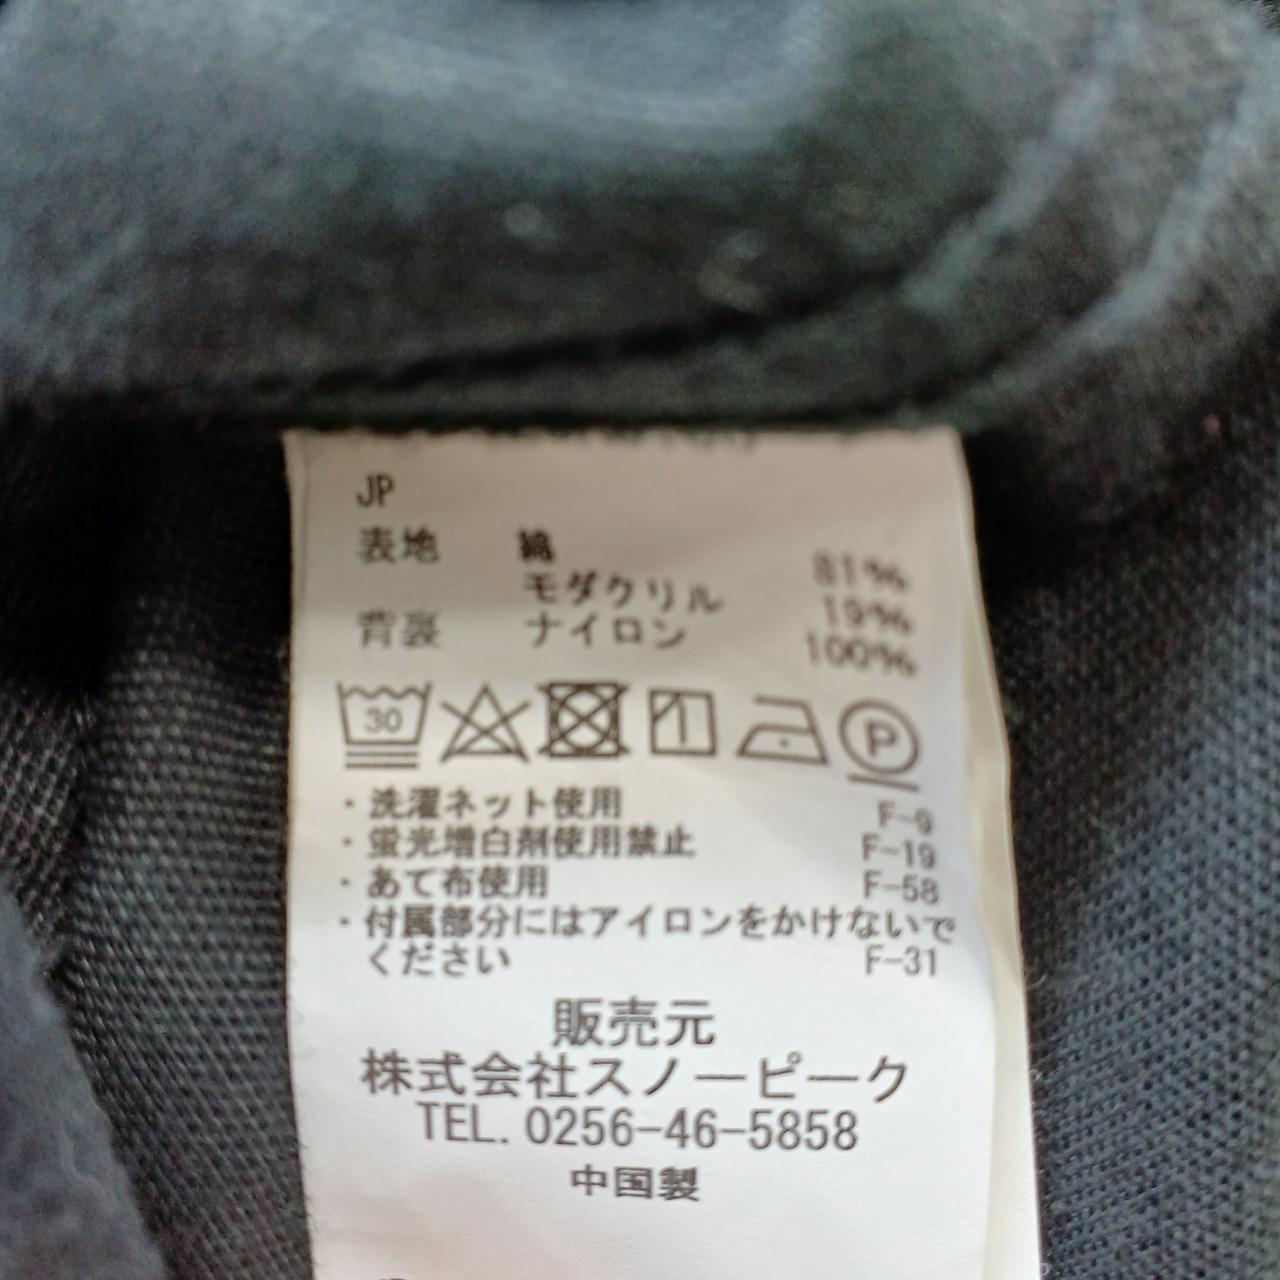 JP
表地 綿 81%
モダクリル 19%
背裏 ナイロン 100%
30
P
・洗濯ネット使用 F-9
・蛍光増白剤使用禁止 F-19
・あて布使用 F-58
・付属部分にはアイロンをかけないで
ください F-31
販売元
株式会社スノーピーク
TEL. 0256-46-5858
中国製